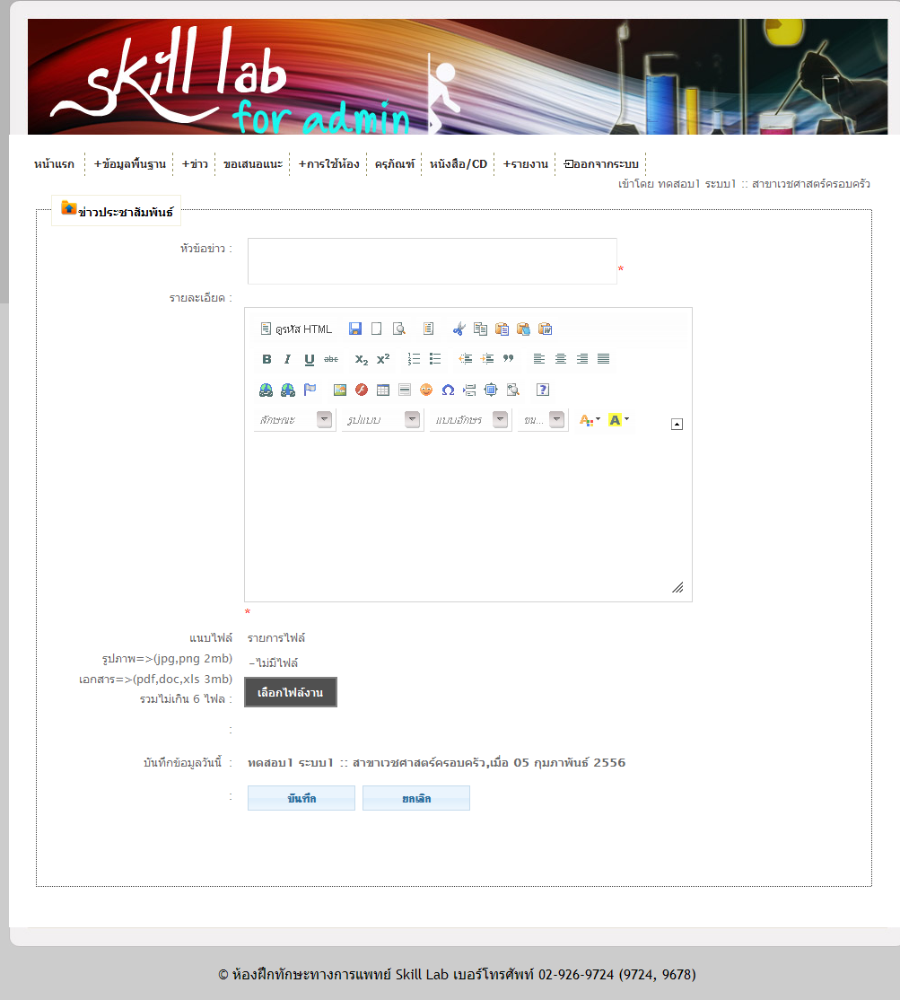 skill lab
for admin
หน้าแรก +ข้อมูลพื้นฐาน +ข่าว ขอเสนอแนะ +การใช้ห้อง ครุภัณฑ์ หนังสือ/CD +รายงาน ออกจากระบบ
เข้าโดย ทดสอบ1 ระบบ1 :: สาขาเวชศาสตร์ครอบครัว
ข่าวประชาสัมพันธ์
หัวข้อข่าว :
*
รายละเอียด :
ดูรหัส HTML
B I U abc X₂ X²
ลักษณะ รูปแบบ แบบอักษร ขน... A A
*
แนบไฟล์ รายการไฟล์
รูปภาพ=>(jpg,png 2mb)
-ไม่มีไฟล์
เอกสาร=>(pdf,doc,xls 3mb)
เลือกไฟล์งาน
รวมไม่เกิน 6 ไฟล :
:
บันทึกข้อมูลวันนี้ : ทดสอบ1 ระบบ1 :: สาขาเวชศาสตร์ครอบครัว,เมื่อ 05 กุมภาพันธ์ 2556
: บันทึก ยกเลิก
© ห้องฝึกทักษะทางการแพทย์ Skill Lab เบอร์โทรศัพท์ 02-926-9724 (9724, 9678)